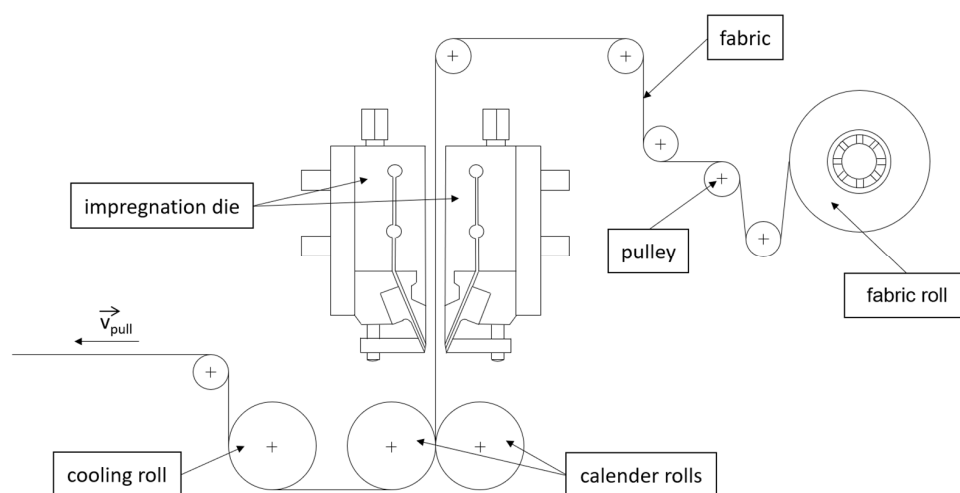 fabric
impregnation die
pulley
fabric roll
v⃗pull
cooling roll
calender rolls